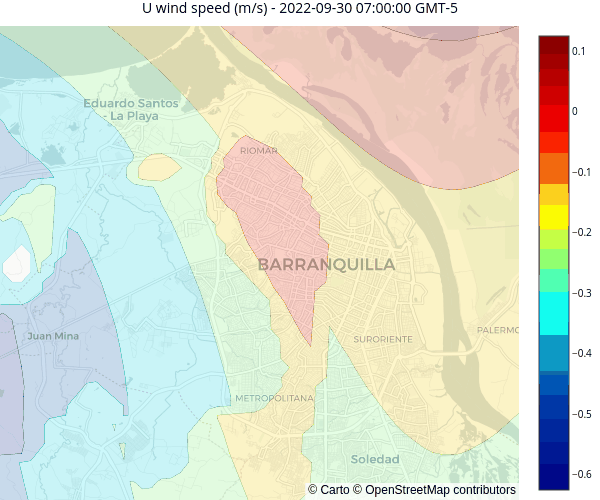 U wind speed (m/s) - 2022-09-30 07:00:00 GMT-5
0.1
Eduardo Santos
- La Playa
0
RIOMAR
−0.1
−0.2
BARRANQUILLA
−0.3
Juan Mina
SURORIENTE
PALERMO
−0.4
METROPOLITANA
−0.5
Soledad
−0.6
© Carto © OpenStreetMap contributors